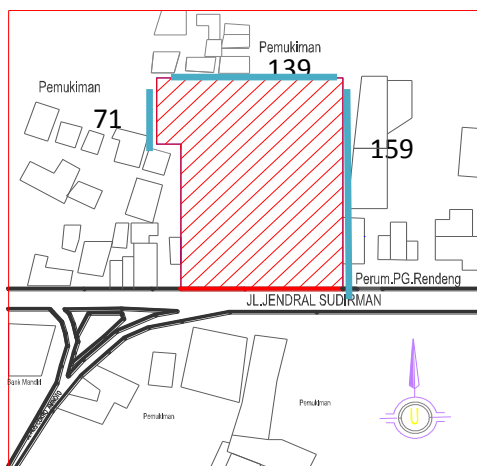 Pemukiman
139
Pemukiman
71
159
Perum.PG.Rendeng
JL.JENDRAL SUDIRMAN
Bank Mandiri
Pemukiman
Pemukiman
U